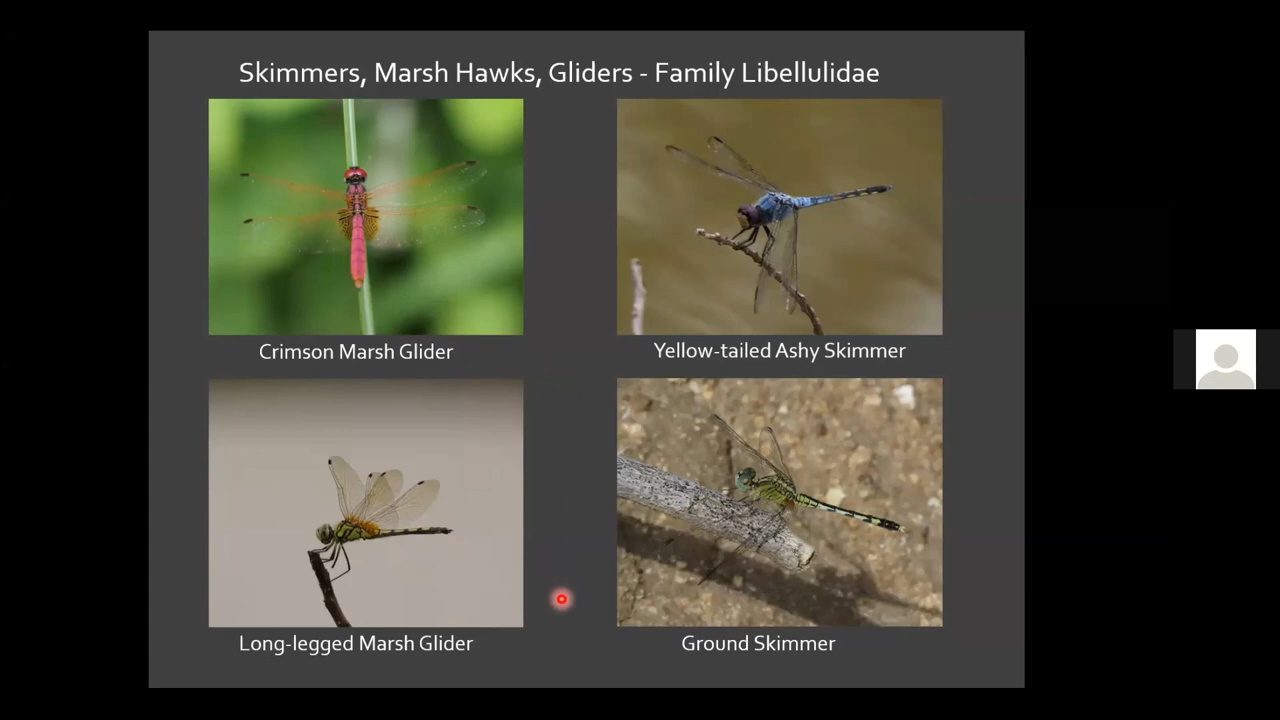 Skimmers, Marsh Hawks, Gliders - Family Libellulidae
Crimson Marsh Glider
Yellow-tailed Ashy Skimmer
Long-legged Marsh Glider
Ground Skimmer